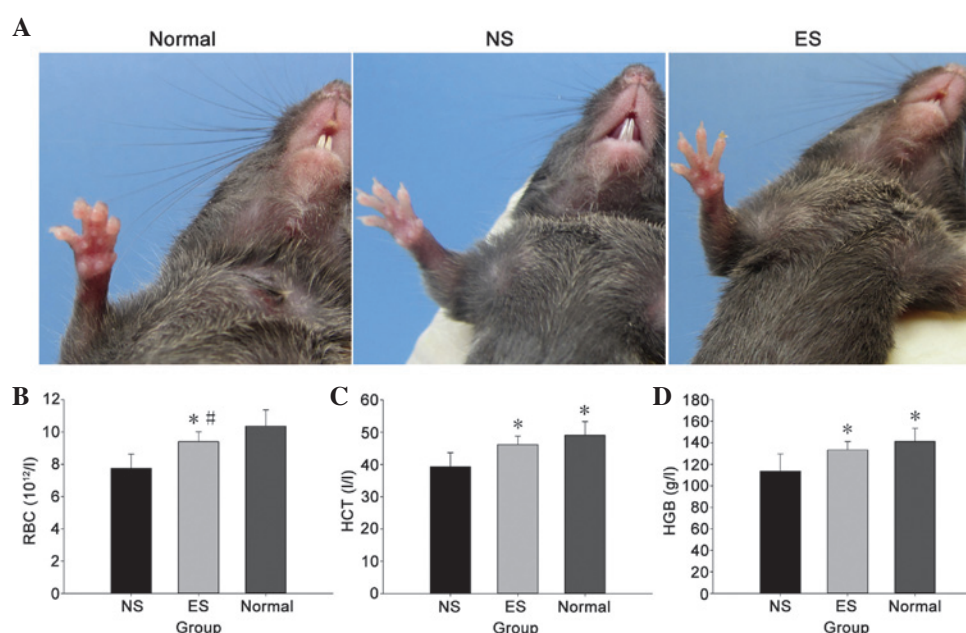 A
Normal NS ES
B
12
10
8
6
4
2
0
RBC (10¹²/l)
* #
NS ES Normal
Group
C
60
50
40
30
20
10
0
HCT (l/l)
* *
NS ES Normal
Group
D
180
160
140
120
100
80
60
40
20
0
HGB (g/l)
* *
NS ES Normal
Group